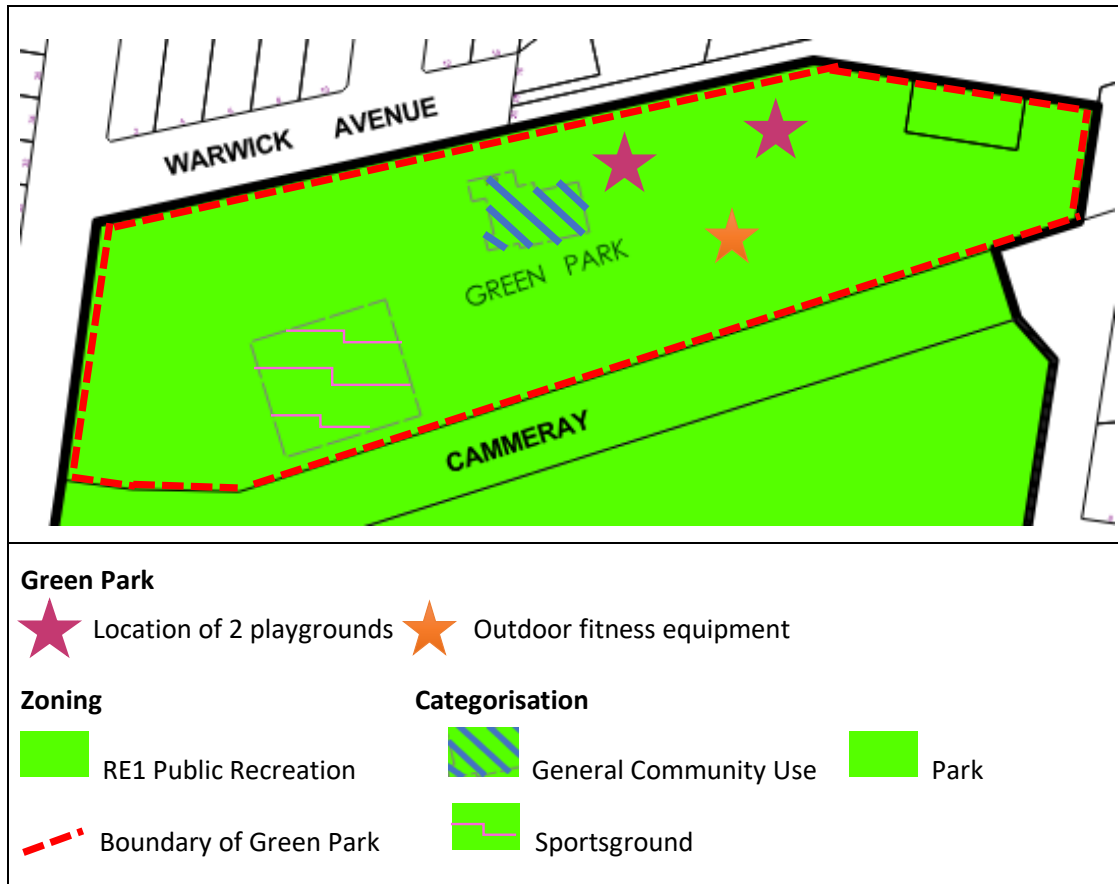 WARWICK AVENUE
GREEN PARK
CAMMERAY
Green Park
Location of 2 playgrounds Outdoor fitness equipment
Zoning Categorisation
RE1 Public Recreation General Community Use Park
Boundary of Green Park Sportsground